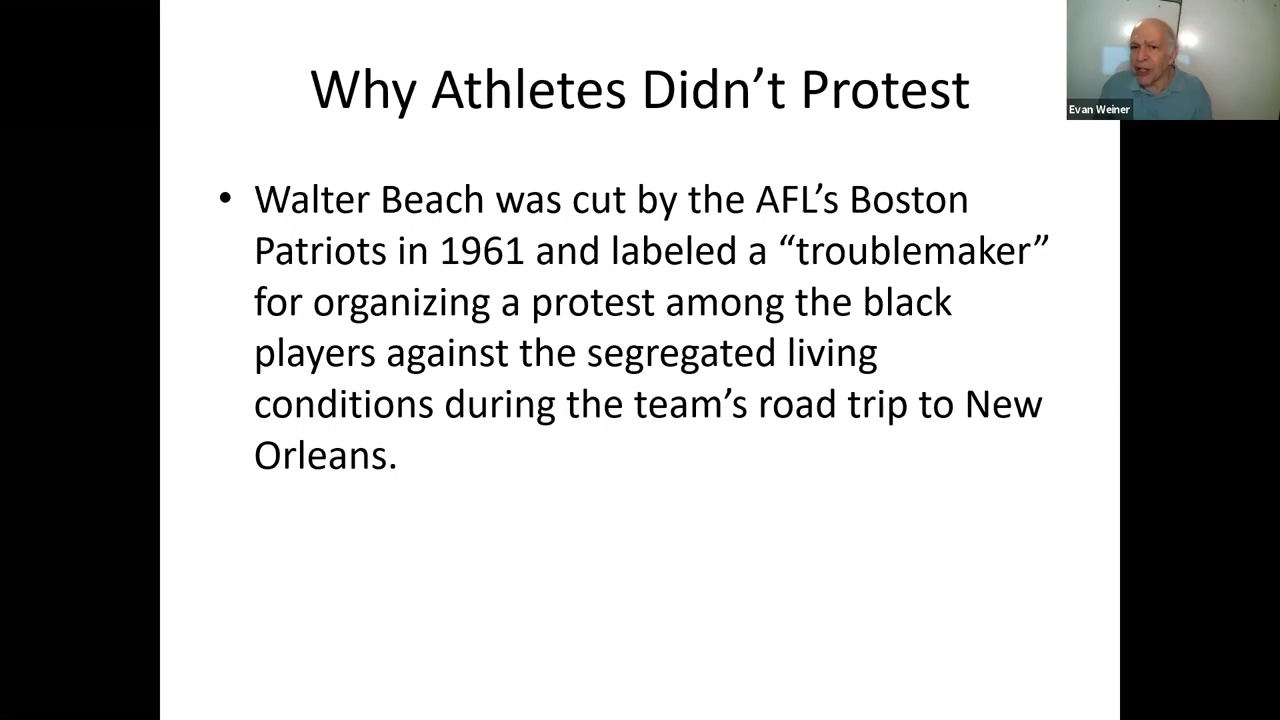 Why Athletes Didn’t Protest
Evan Weiner
• Walter Beach was cut by the AFL’s Boston
Patriots in 1961 and labeled a “troublemaker”
for organizing a protest among the black
players against the segregated living
conditions during the team’s road trip to New
Orleans.